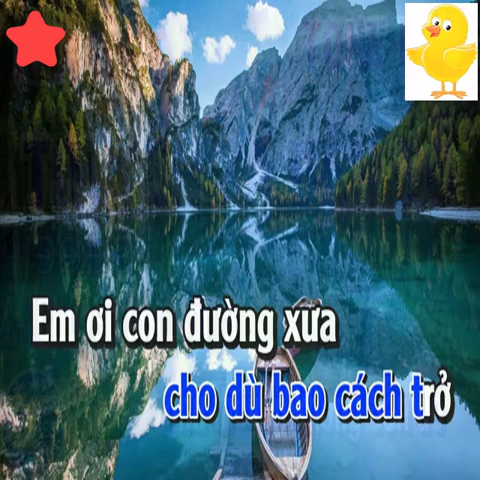 Em ơi con đường xưa
cho dù bao cách trở